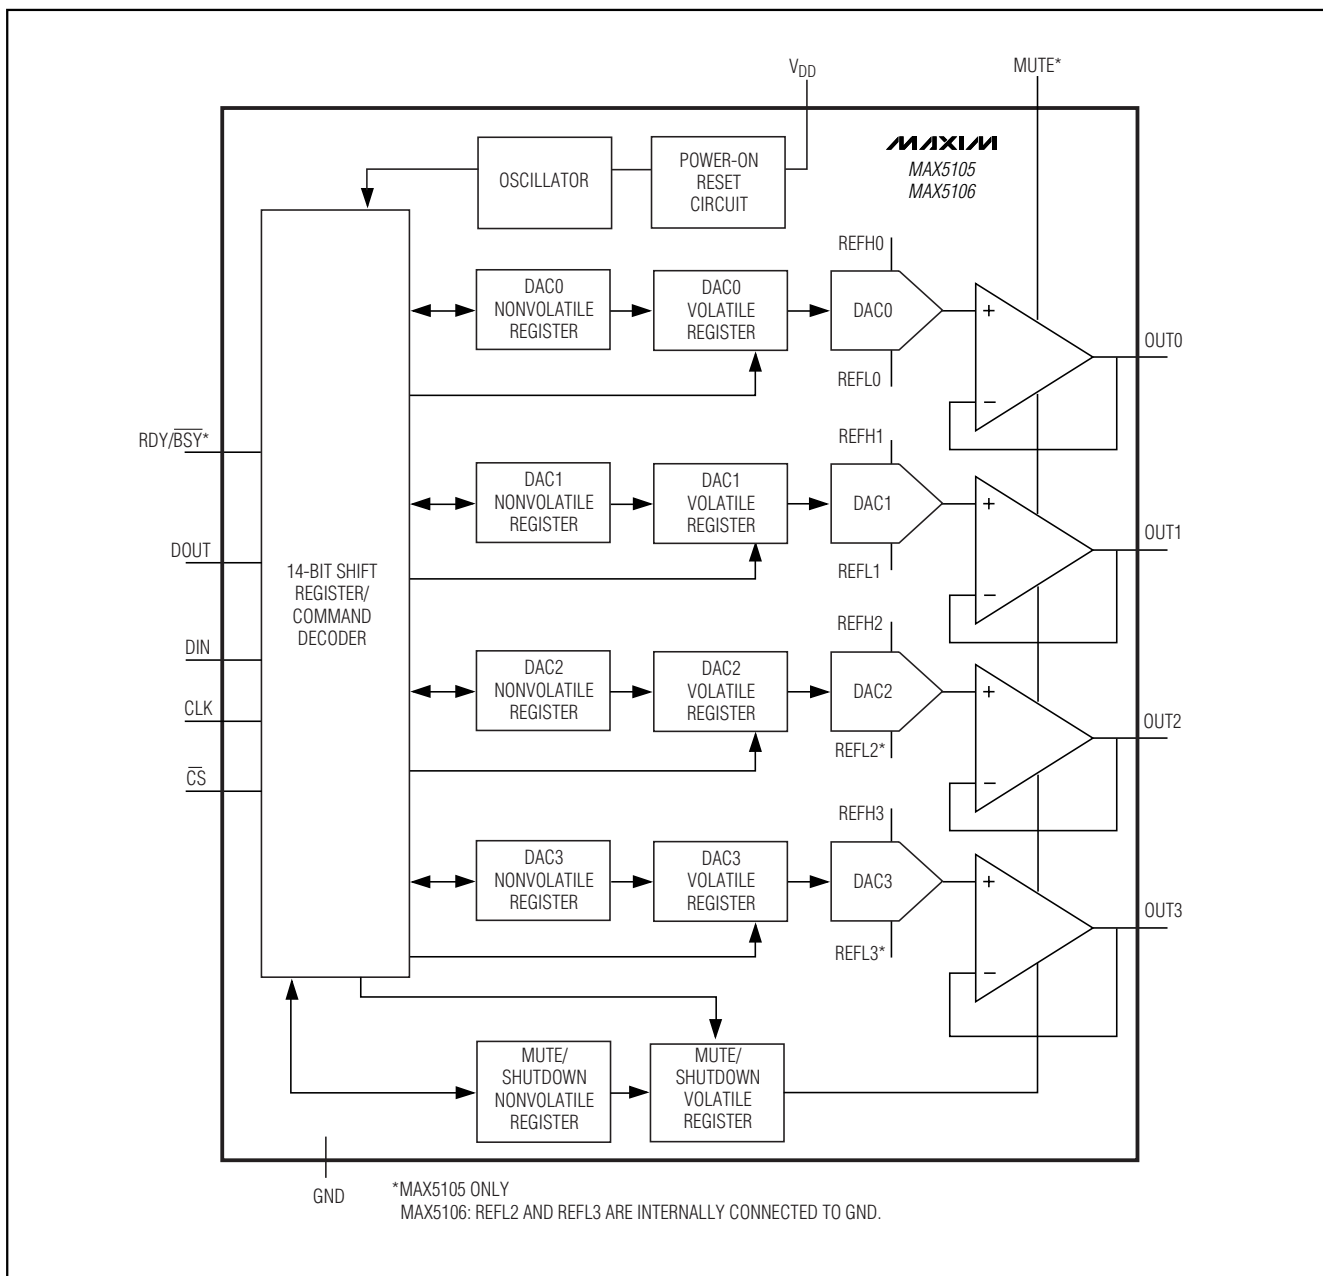 VDD
MUTE*
MAXIM
MAX5105
MAX5106
OSCILLATOR
POWER-ON
RESET
CIRCUIT
14-BIT SHIFT
REGISTER/
COMMAND
DECODER
RDY/B̅S̅Y̅*
DOUT
DIN
CLK
C̅S̅
DAC0
NONVOLATILE
REGISTER
DAC0
VOLATILE
REGISTER
REFH0
DAC0
REFL0
+
−
OUT0
DAC1
NONVOLATILE
REGISTER
DAC1
VOLATILE
REGISTER
REFH1
DAC1
REFL1
+
−
OUT1
DAC2
NONVOLATILE
REGISTER
DAC2
VOLATILE
REGISTER
REFH2
DAC2
REFL2*
+
−
OUT2
DAC3
NONVOLATILE
REGISTER
DAC3
VOLATILE
REGISTER
REFH3
DAC3
REFL3*
+
−
OUT3
MUTE/
SHUTDOWN
NONVOLATILE
REGISTER
MUTE/
SHUTDOWN
VOLATILE
REGISTER
GND
*MAX5105 ONLY
MAX5106: REFL2 AND REFL3 ARE INTERNALLY CONNECTED TO GND.